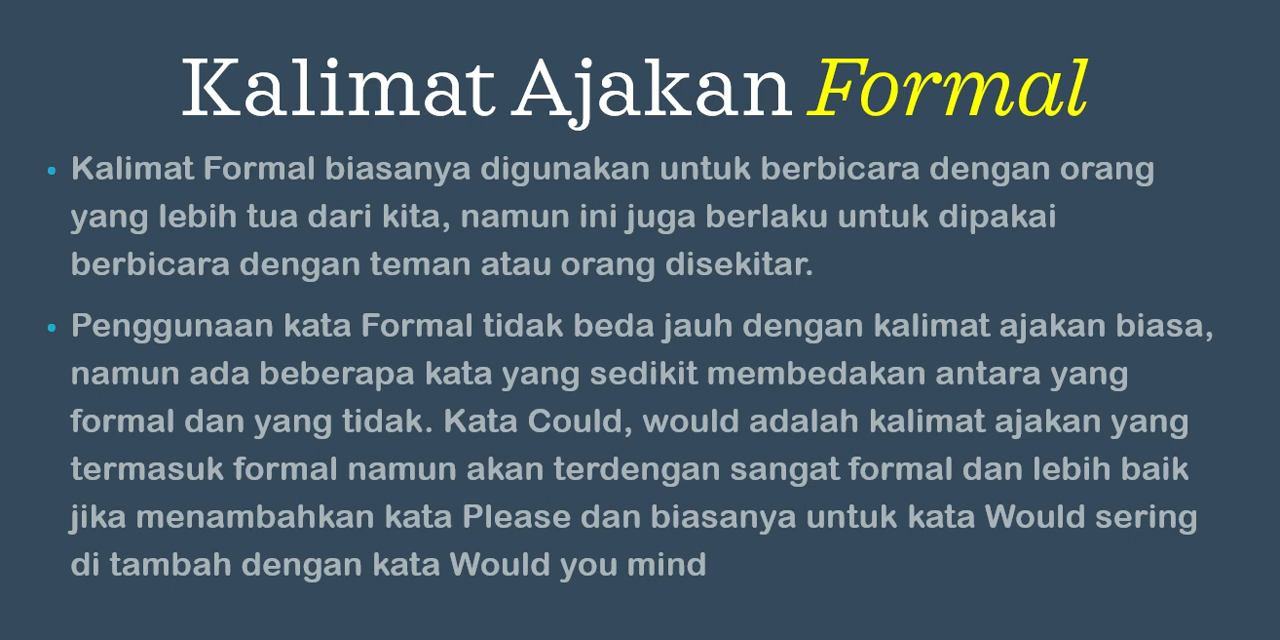 Kalimat Ajakan Formal
• Kalimat Formal biasanya digunakan untuk berbicara dengan orang
yang lebih tua dari kita, namun ini juga berlaku untuk dipakai
berbicara dengan teman atau orang disekitar.
• Penggunaan kata Formal tidak beda jauh dengan kalimat ajakan biasa,
namun ada beberapa kata yang sedikit membedakan antara yang
formal dan yang tidak. Kata Could, would adalah kalimat ajakan yang
termasuk formal namun akan terdengan sangat formal dan lebih baik
jika menambahkan kata Please dan biasanya untuk kata Would sering
di tambah dengan kata Would you mind